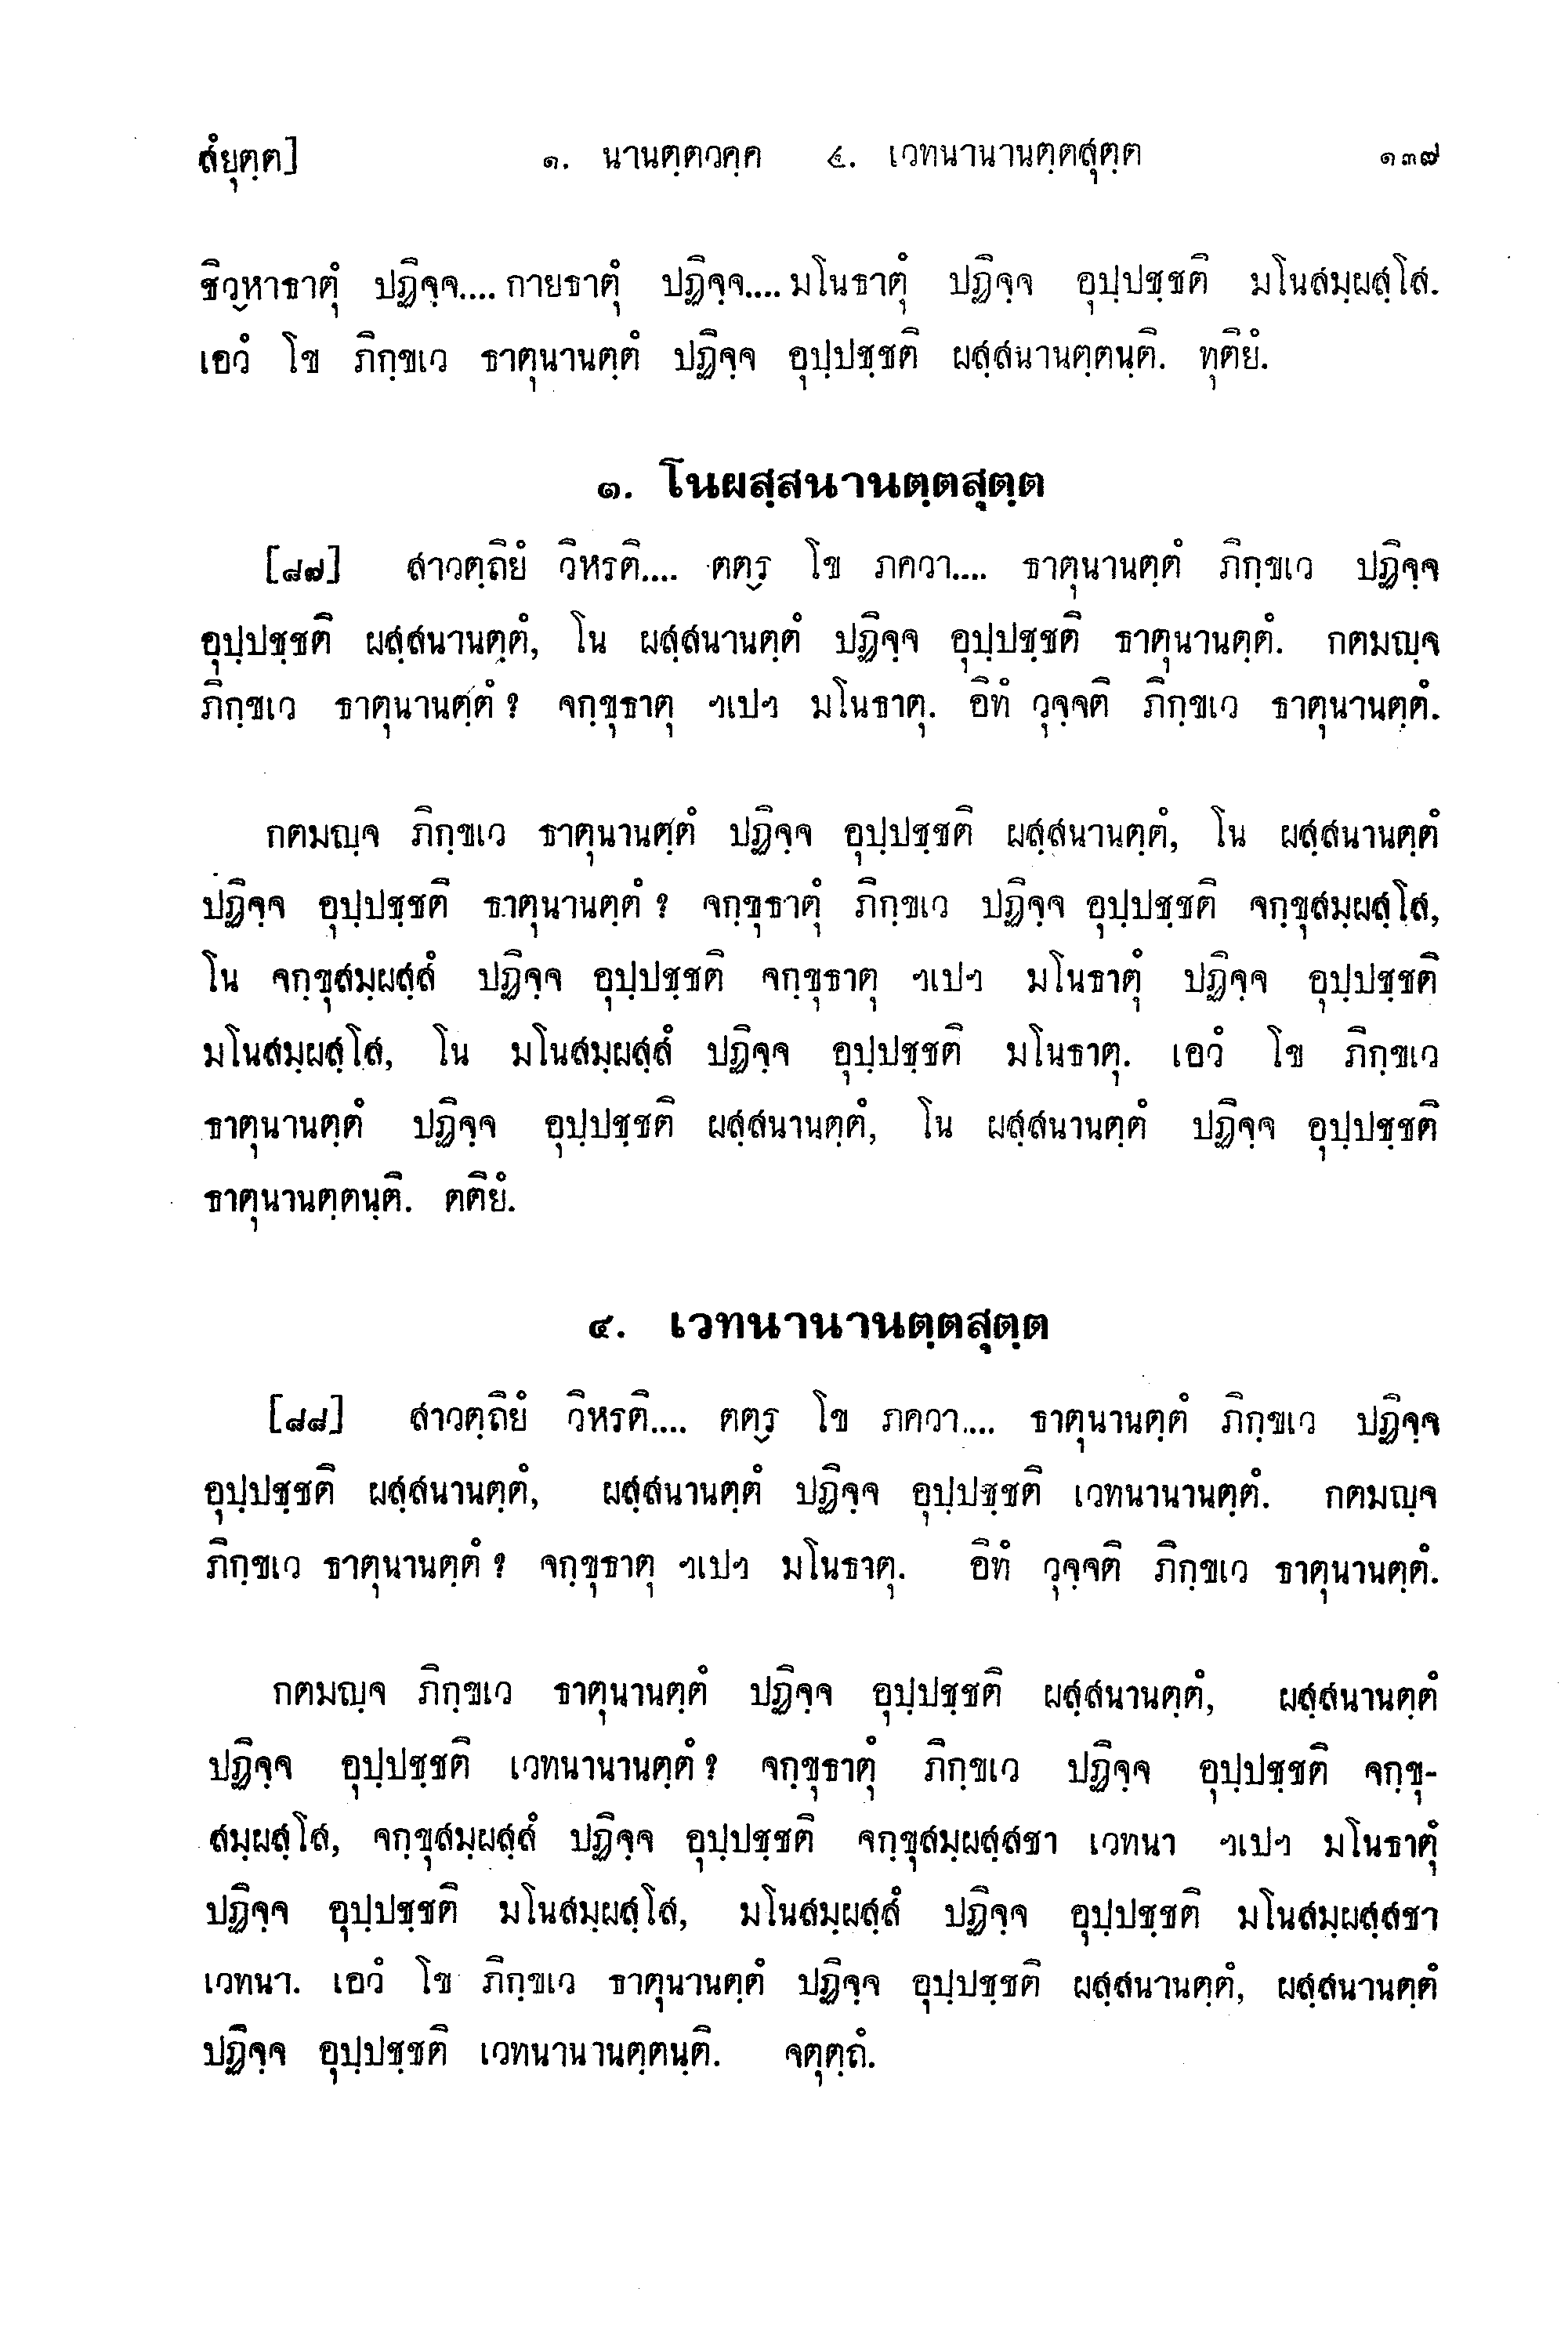 สํยุตฺต]	๑. นานตฺตวคฺค ๔. เวทนานานตฺตสุตฺต	๑๓๗
ชิวฺหาธาตุํ ปฏิจฺจ.... กายธาตุํ ปฏิจฺจ.... มโนธาตุํ ปฏิจฺจ อุปฺปชฺชติ มโนสมฺผสฺโส.
เอวํ โข ภิกฺขเว ธาตุนานตฺตํ ปฏิจฺจ อุปฺปชฺชติ ผสฺสนานตฺตนฺติ. ทุติยํ.
๓. โนผสฺสนานตฺตสุตฺต
[๘๗] สาวตฺถิยํ วิหรติ.... ตตฺร โข ภควา.... ธาตุนานตฺตํ ภิกฺขเว ปฏิจฺจ
อุปฺปชฺชติ ผสฺสนานตฺตํ, โน ผสฺสนานตฺตํ ปฏิจฺจ อุปฺปชฺชติ ธาตุนานตฺตํ. กตมญฺจ
ภิกฺขเว ธาตุนานตฺตํ ? จกฺขุธาตุ ฯเปฯ มโนธาตุ. อิทํ วุจฺจติ ภิกฺขเว ธาตุนานตฺตํ.
กตมญฺจ ภิกฺขเว ธาตุนานตฺตํ ปฏิจฺจ อุปฺปชฺชติ ผสฺสนานตฺตํ, โน ผสฺสนานตฺตํ
ปฏิจฺจ อุปฺปชฺชติ ธาตุนานตฺตํ ? จกฺขุธาตุํ ภิกฺขเว ปฏิจฺจ อุปฺปชฺชติ จกฺขุสมฺผสฺโส,
โน จกฺขุสมฺผสฺสํ ปฏิจฺจ อุปฺปชฺชติ จกฺขุธาตุ ฯเปฯ มโนธาตุํ ปฏิจฺจ อุปฺปชฺชติ
มโนสมฺผสฺโส, โน มโนสมฺผสฺสํ ปฏิจฺจ อุปฺปชฺชติ มโนธาตุ. เอวํ โข ภิกฺขเว
ธาตุนานตฺตํ ปฏิจฺจ อุปฺปชฺชติ ผสฺสนานตฺตํ, โน ผสฺสนานตฺตํ ปฏิจฺจ อุปฺปชฺชติ
ธาตุนานตฺตนฺติ. ตติยํ.
๔. เวทนานานตฺตสุตฺต
[๘๘] สาวตฺถิยํ วิหรติ.... ตตฺร โข ภควา.... ธาตุนานตฺตํ ภิกฺขเว ปฏิจฺจ
อุปฺปชฺชติ ผสฺสนานตฺตํ, ผสฺสนานตฺตํ ปฏิจฺจ อุปฺปชฺชติ เวทนานานตฺตํ. กตมญฺจ
ภิกฺขเว ธาตุนานตฺตํ ? จกฺขุธาตุ ฯเปฯ มโนธาตุ. อิทํ วุจฺจติ ภิกฺขเว ธาตุนานตฺตํ.
กตมญฺจ ภิกฺขเว ธาตุนานตฺตํ ปฏิจฺจ อุปฺปชฺชติ ผสฺสนานตฺตํ, ผสฺสนานตฺตํ
ปฏิจฺจ อุปฺปชฺชติ เวทนานานตฺตํ ? จกฺขุธาตุํ ภิกฺขเว ปฏิจฺจ อุปฺปชฺชติ จกฺขุ-
สมฺผสฺโส, จกฺขุสมฺผสฺสํ ปฏิจฺจ อุปฺปชฺชติ จกฺขุสมฺผสฺสชา เวทนา ฯเปฯ มโนธาตุํ
ปฏิจฺจ อุปฺปชฺชติ มโนสมฺผสฺโส, มโนสมฺผสฺสํ ปฏิจฺจ อุปฺปชฺชติ มโนสมฺผสฺสชา
เวทนา. เอวํ โข ภิกฺขเว ธาตุนานตฺตํ ปฏิจฺจ อุปฺปชฺชติ ผสฺสนานตฺตํ, ผสฺสนานตฺตํ
ปฏิจฺจ อุปฺปชฺชติ เวทนานานตฺตนฺติ. จตุตฺถํ.